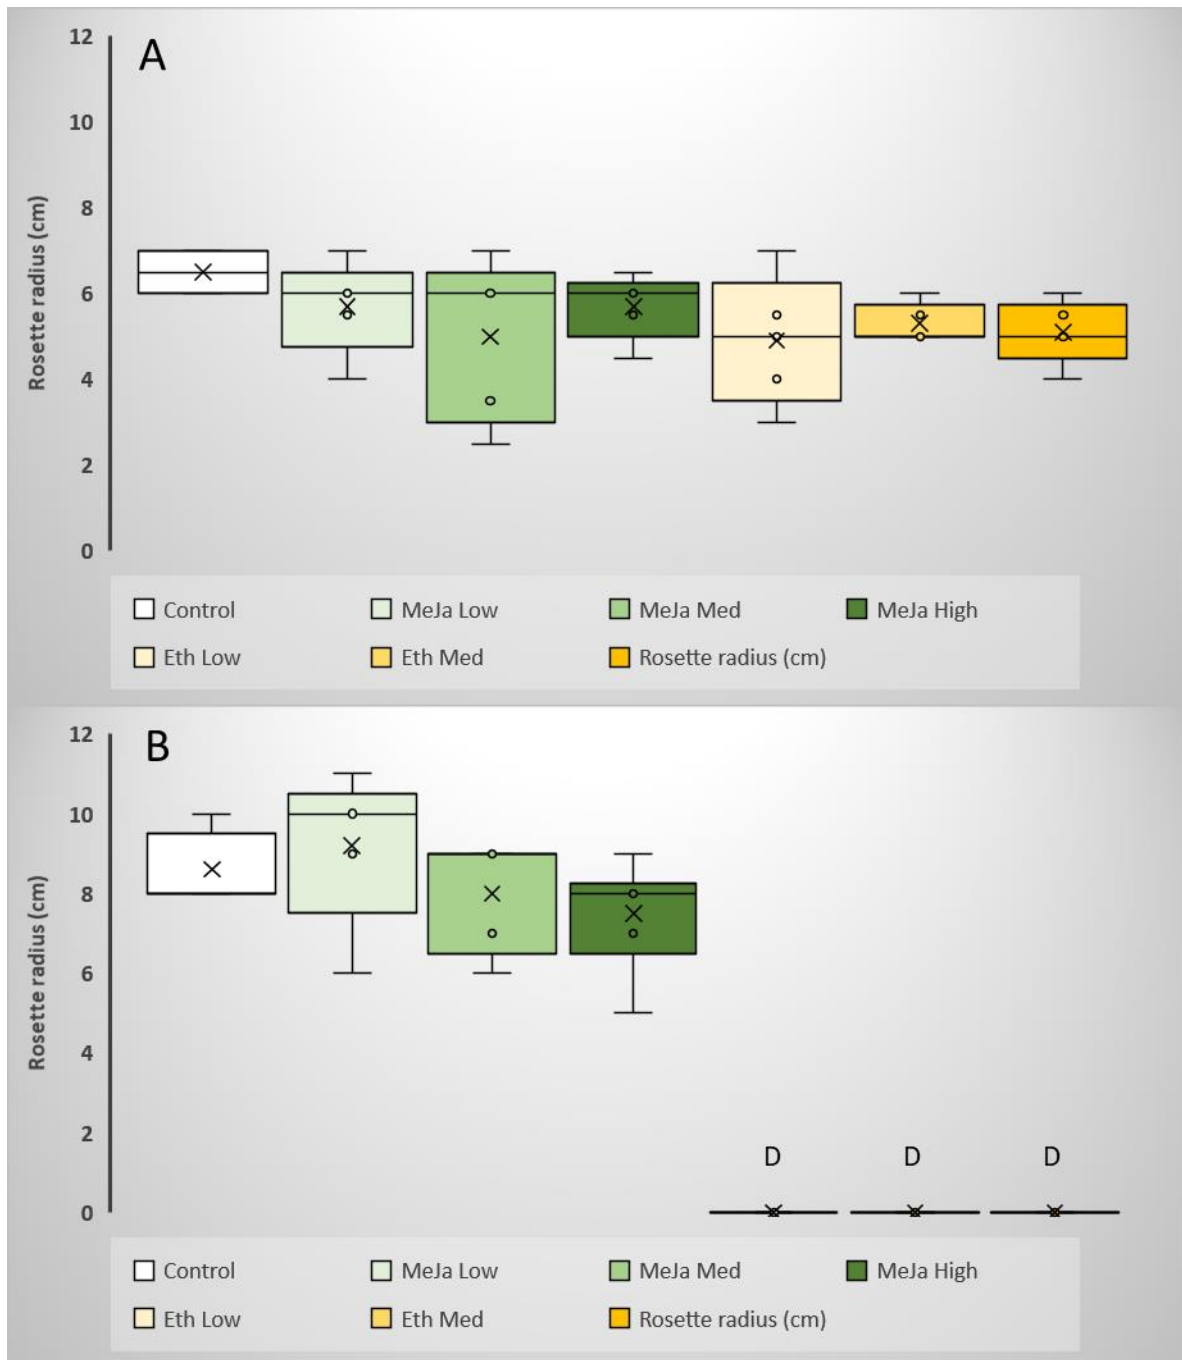 A
12
10
8
6
4
2
0
Rosette radius (cm)
Control MeJa Low MeJa Med MeJa High
Eth Low Eth Med Rosette radius (cm)
B
12
10
8
6
4
2
0
Rosette radius (cm)
D D D
Control MeJa Low MeJa Med MeJa High
Eth Low Eth Med Rosette radius (cm)